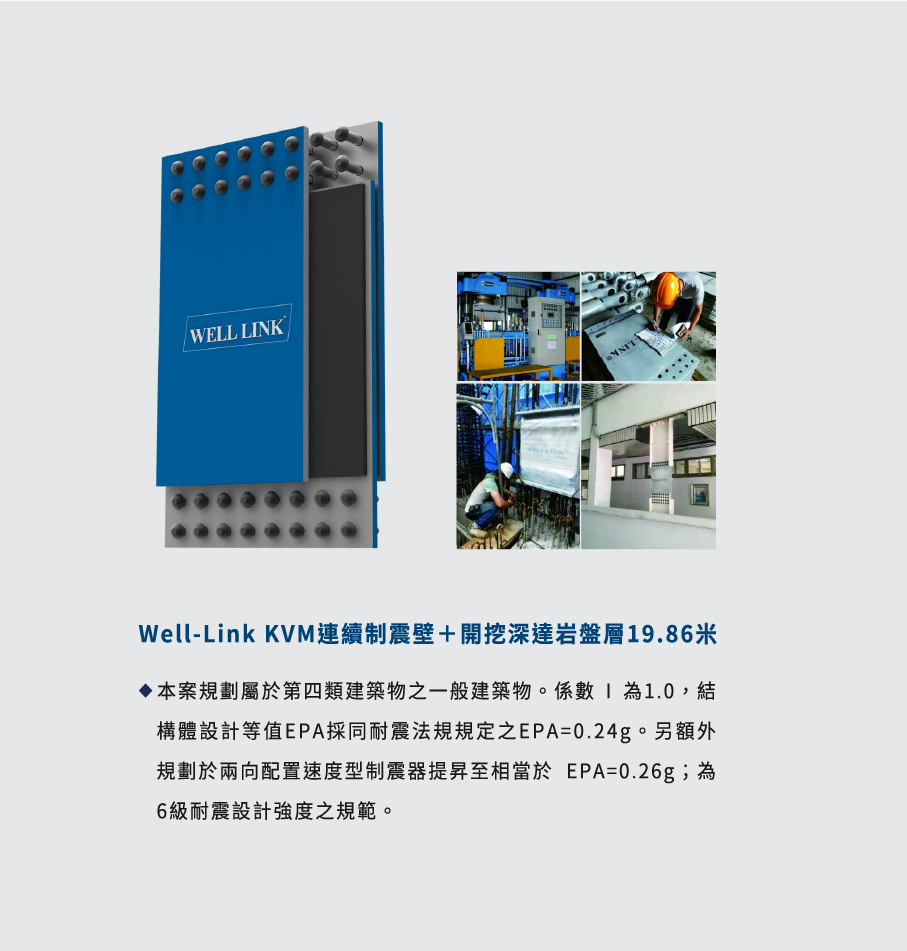 WELL LINK®
Well-Link KVM連續制震壁＋開挖深達岩盤層19.86米
◆本案規劃屬於第四類建築物之一般建築物。係數 I 為1.0，結
構體設計等值EPA採同耐震法規規定之EPA=0.24g。另額外
規劃於兩向配置速度型制震器提昇至相當於 EPA=0.26g；為
6級耐震設計強度之規範。